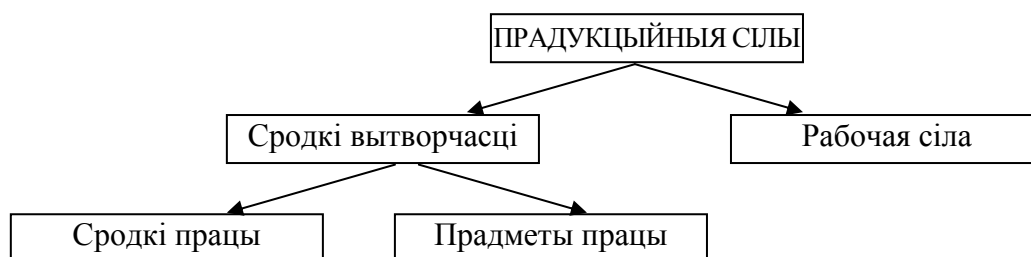 ПРАДУКЦЫЙНЫЯ СІЛЫ
Сродкі вытворчасці
Рабочая сіла
Сродкі працы
Прадметы працы